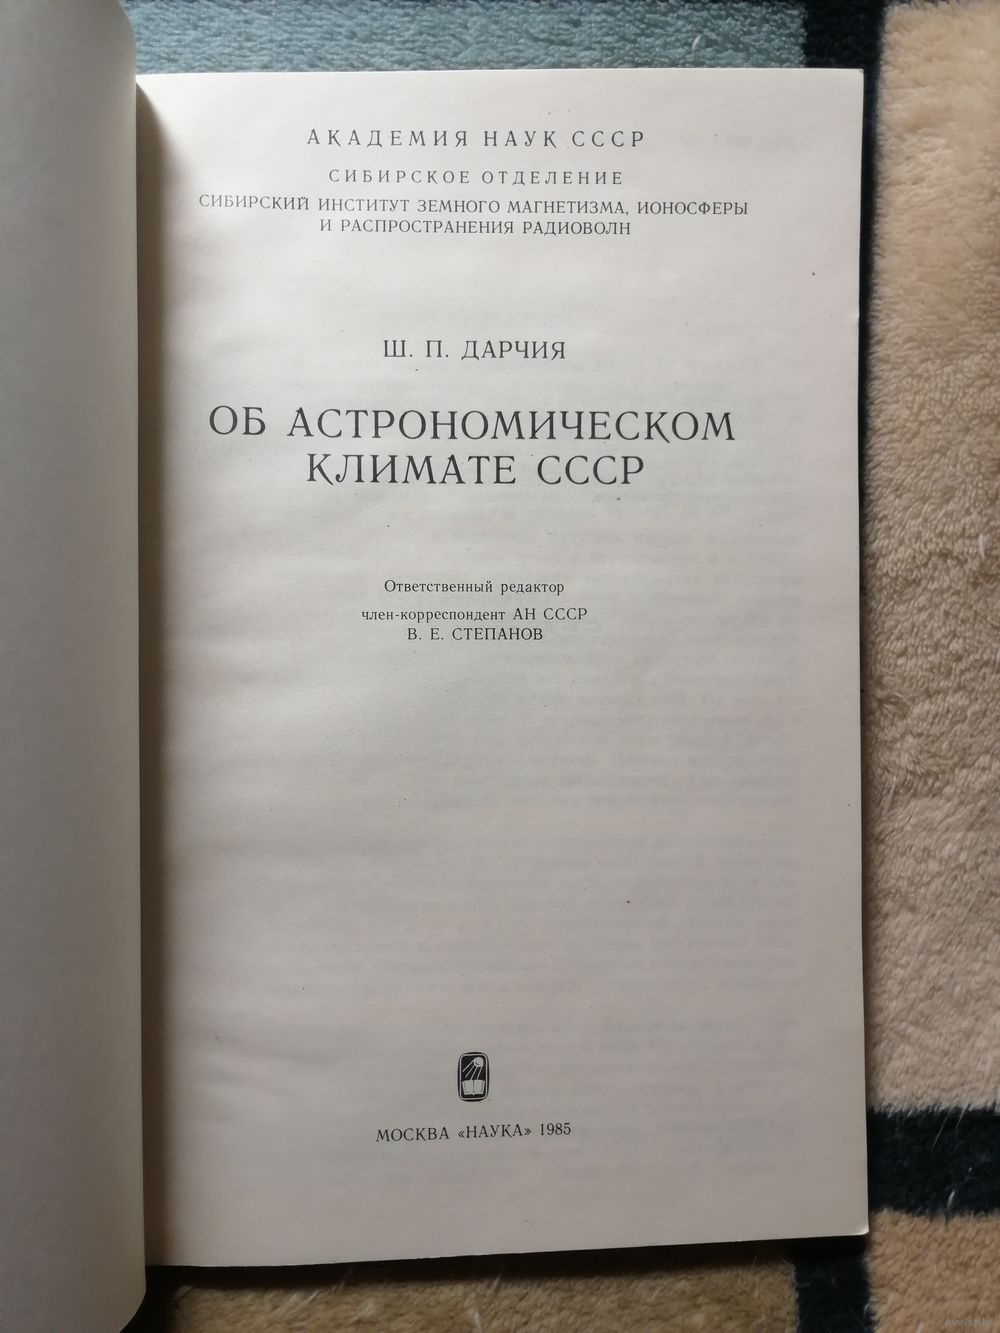 АКАДЕМИЯ НАУК СССР
СИБИРСКОЕ ОТДЕЛЕНИЕ
СИБИРСКИЙ ИНСТИТУТ ЗЕМНОГО МАГНЕТИЗМА, ИОНОСФЕРЫ
И РАСПРОСТРАНЕНИЯ РАДИОВОЛН
Ш. П. ДАРЧИЯ
ОБ АСТРОНОМИЧЕСКОМ
КЛИМАТЕ СССР
Ответственный редактор
член-корреспондент АН СССР
В. Е. СТЕПАНОВ
МОСКВА «НАУКА» 1985